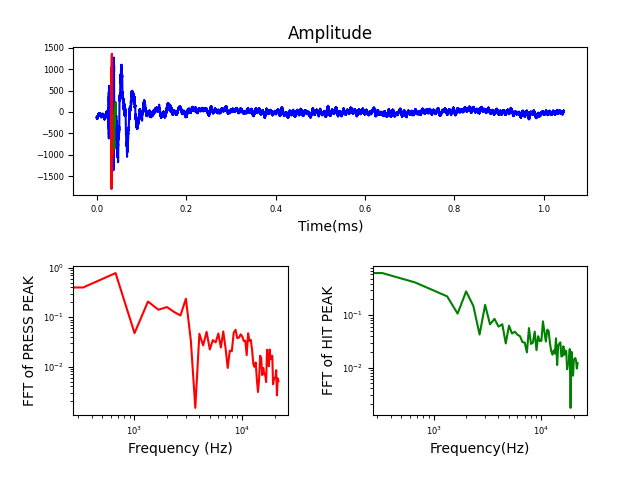 Amplitude
1500
1000
500
0
−500
−1000
−1500
0.0 0.2 0.4 0.6 0.8 1.0
Time(ms)
FFT of PRESS PEAK
10⁰
10⁻¹
10⁻²
10³ 10⁴
Frequency (Hz)
FFT of HIT PEAK
10⁻¹
10⁻²
10³ 10⁴
Frequency(Hz)